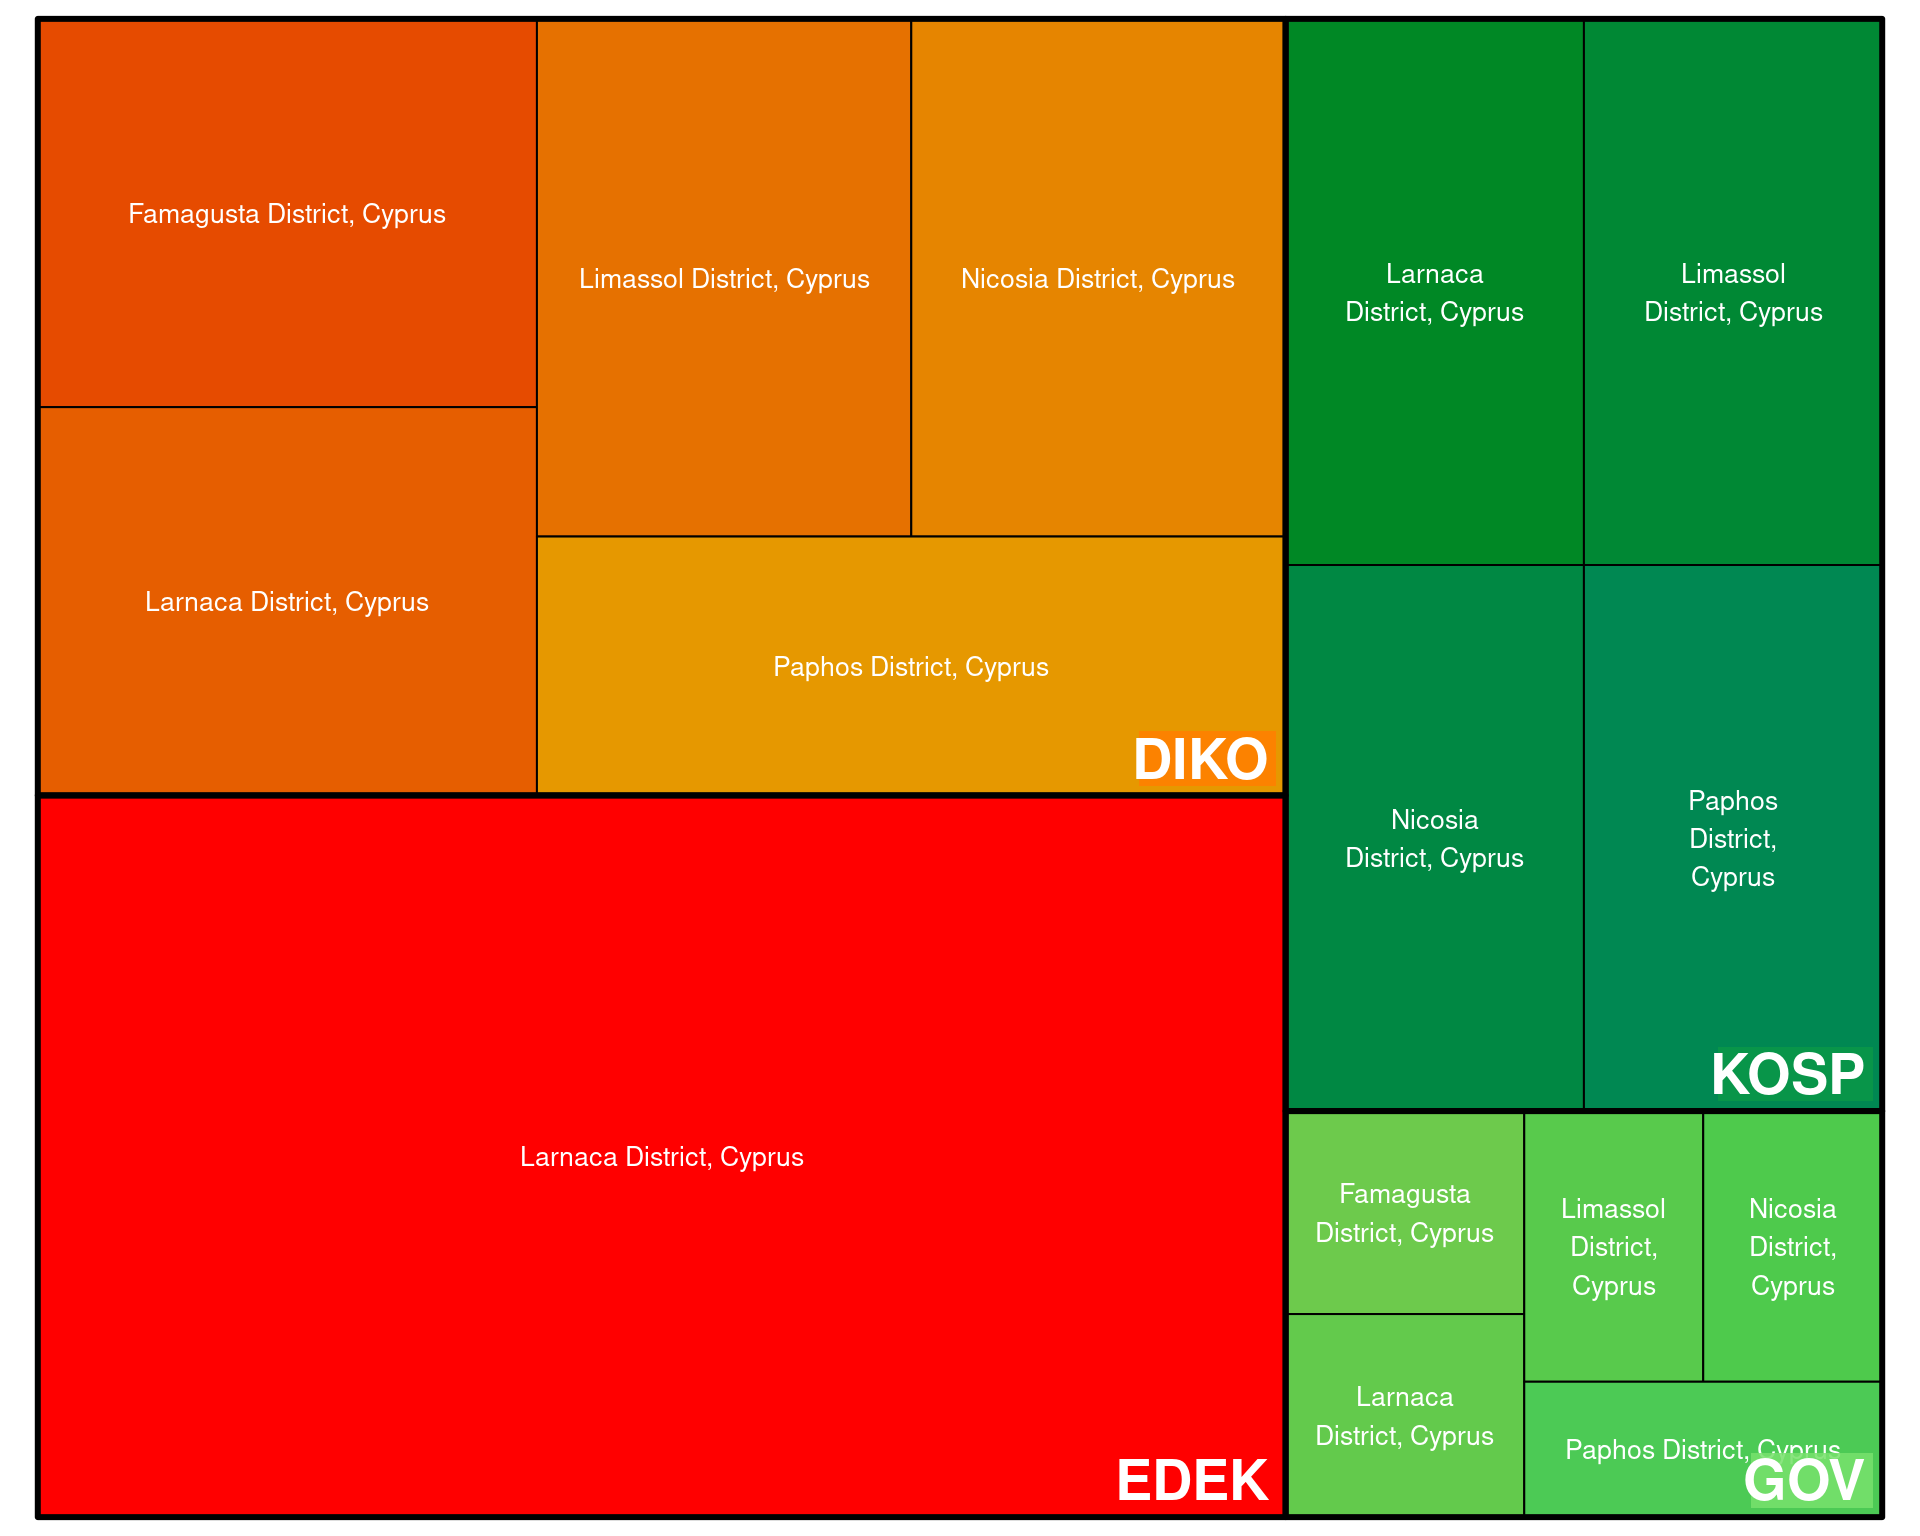 Famagusta District, Cyprus
Limassol District, Cyprus
Nicosia District, Cyprus
Larnaca District, Cyprus
Paphos District, Cyprus
DIKO
Larnaca District, Cyprus
EDEK
Larnaca
District, Cyprus
Limassol
District, Cyprus
Nicosia
District, Cyprus
Paphos
District,
Cyprus
KOSP
Famagusta
District, Cyprus
Limassol
District,
Cyprus
Nicosia
District,
Cyprus
Larnaca
District, Cyprus
Paphos District, Cyprus
GOV